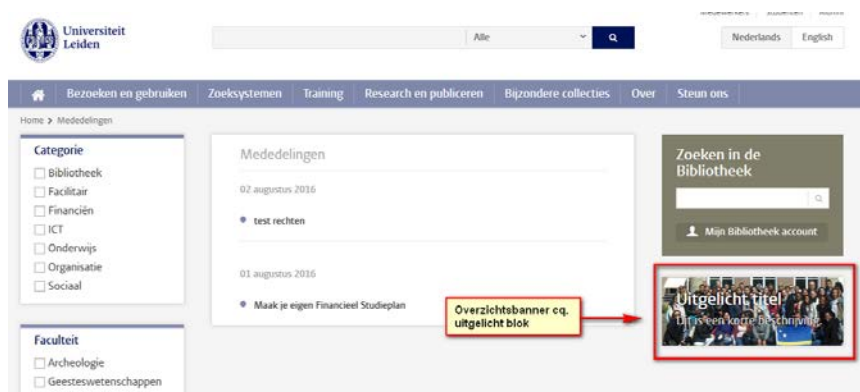 Medewerkers Studenten Alumni
Universiteit
Leiden
Alle
Nederlands English
Bezoeken en gebruiken Zoeksystemen Training Research en publiceren Bijzondere collecties Over Steun ons
Home > Mededelingen
Categorie
Bibliotheek
Facilitair
Financiën
ICT
Onderwijs
Organisatie
Sociaal
Faculteit
Archeologie
Geesteswetenschappen
Mededelingen
02 augustus 2016
test rechten
01 augustus 2016
Maak je eigen Financieel Studieplan
Overzichtsbanner cq.
uitgelicht blok
Zoeken in de
Bibliotheek
Mijn Bibliotheek account
Uitgelicht titel
Dit is een korte beschrijving